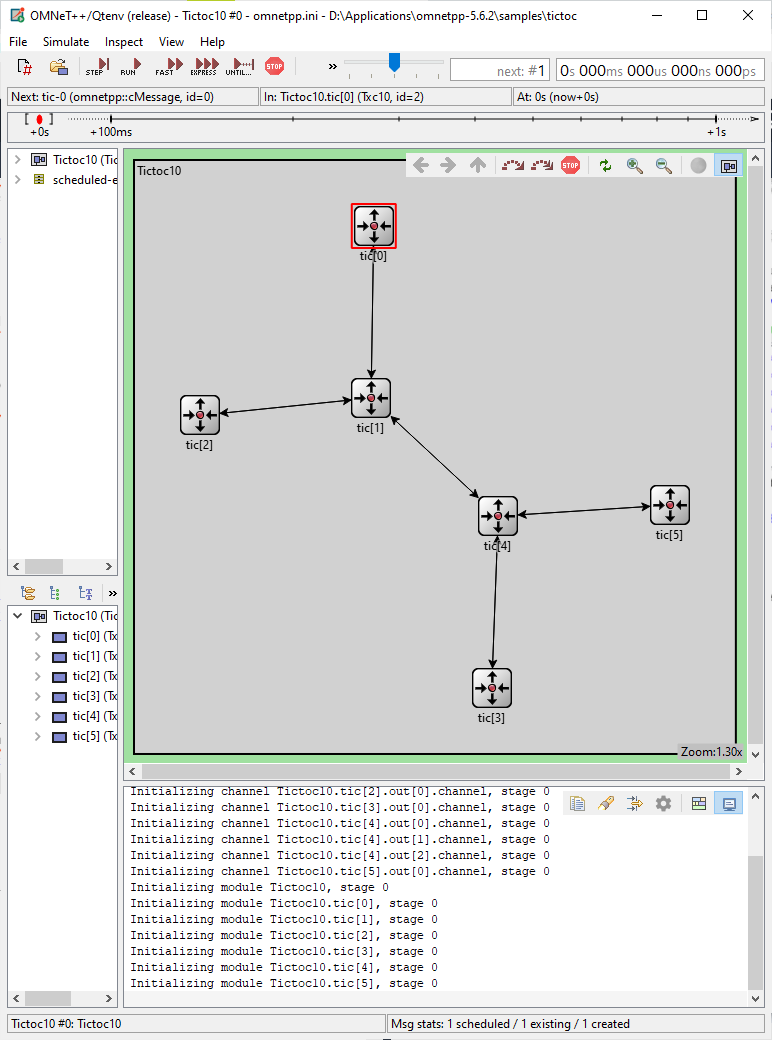 OMNeT++/Qtenv (release) - Tictoc10 #0 - omnetpp.ini - D:\Applications\omnetpp-5.6.2\samples\tictoc
File Simulate Inspect View Help
STEP RUN FAST EXPRESS UNTIL... STOP » next: #1 0s 000ms 000us 000ns 000ps
Next: tic-0 (omnetpp::cMessage, id=0) In: Tictoc10.tic[0] (Txc10, id=2) At: 0s (now+0s)
+0s +100ms +1s
Tictoc10 (Tic
scheduled-e
Tictoc10
STOP
tic[0]
tic[1]
tic[2]
tic[4]
tic[5]
tic[3]
Zoom:1.30x
»
Tictoc10 (Tic
tic[0] (Tx
tic[1] (Tx
tic[2] (Tx
tic[3] (Tx
tic[4] (Tx
tic[5] (Tx
Initializing channel Tictoc10.tic[2].out[0].channel, stage 0
Initializing channel Tictoc10.tic[3].out[0].channel, stage 0
Initializing channel Tictoc10.tic[4].out[0].channel, stage 0
Initializing channel Tictoc10.tic[4].out[1].channel, stage 0
Initializing channel Tictoc10.tic[4].out[2].channel, stage 0
Initializing channel Tictoc10.tic[5].out[0].channel, stage 0
Initializing module Tictoc10, stage 0
Initializing module Tictoc10.tic[0], stage 0
Initializing module Tictoc10.tic[1], stage 0
Initializing module Tictoc10.tic[2], stage 0
Initializing module Tictoc10.tic[3], stage 0
Initializing module Tictoc10.tic[4], stage 0
Initializing module Tictoc10.tic[5], stage 0
Tictoc10 #0: Tictoc10 Msg stats: 1 scheduled / 1 existing / 1 created